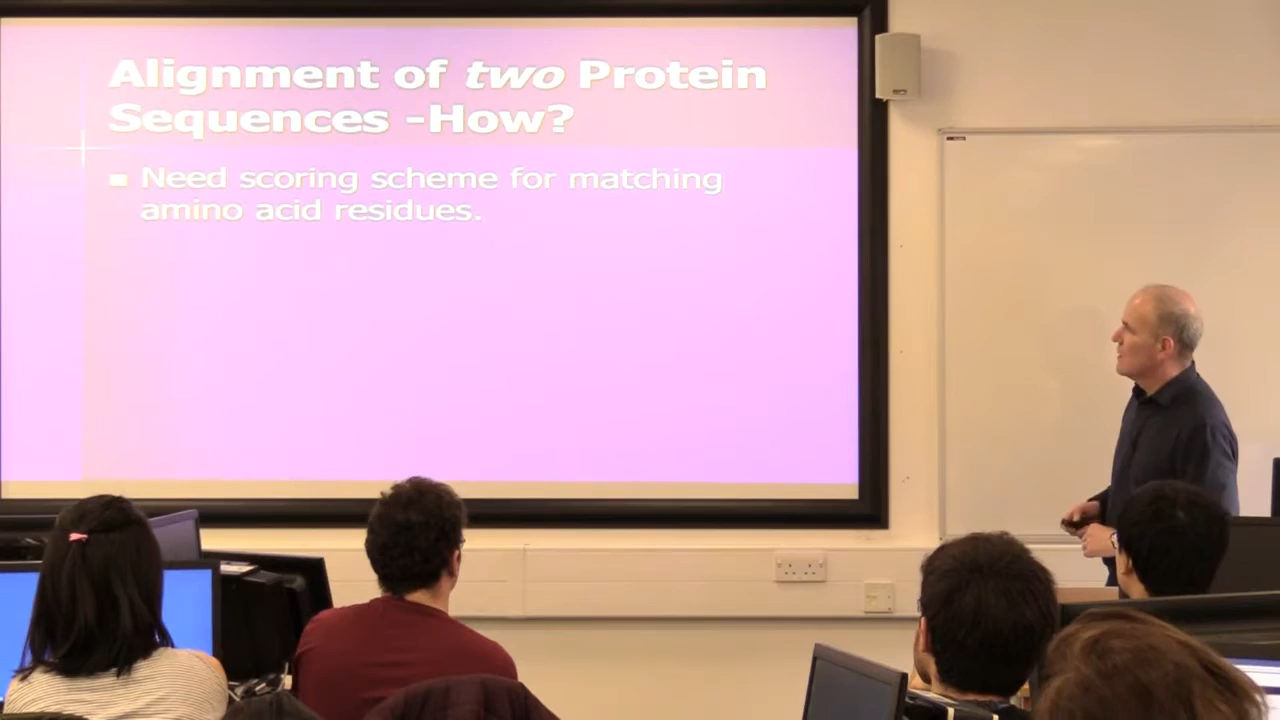 Alignment of two Protein
Sequences -How?
Need scoring scheme for matching
amino acid residues.